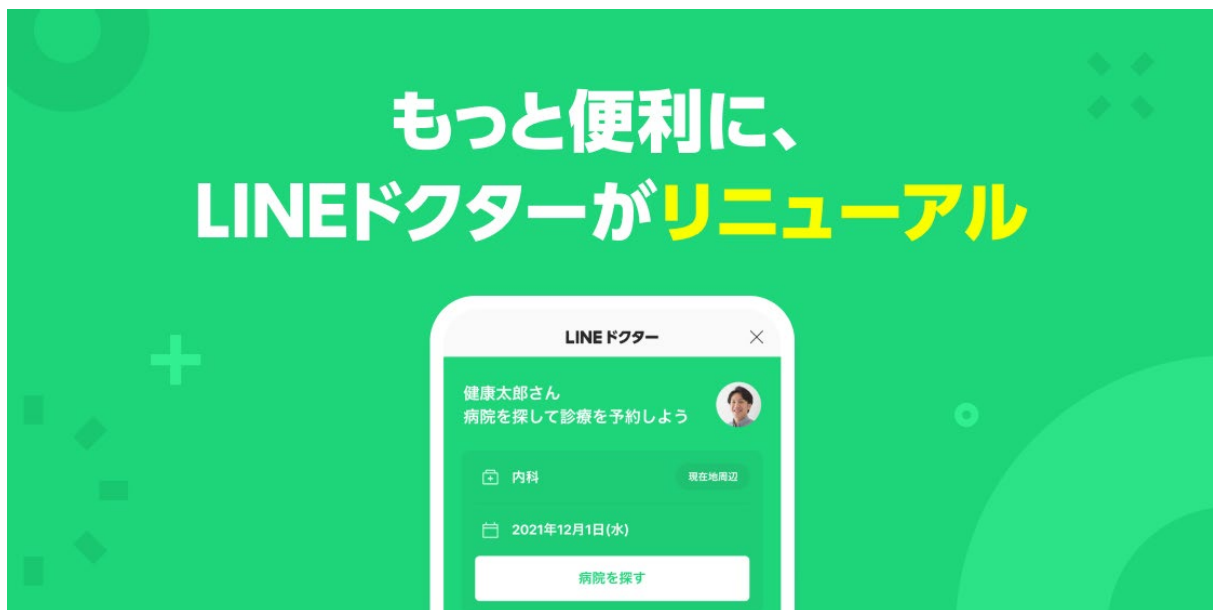 もっと便利に、
LINEドクターがリニューアル
LINEドクター
健康太郎さん
病院を探して診療を予約しよう
内科
現在地周辺
2021年12月1日(水)
病院を探す